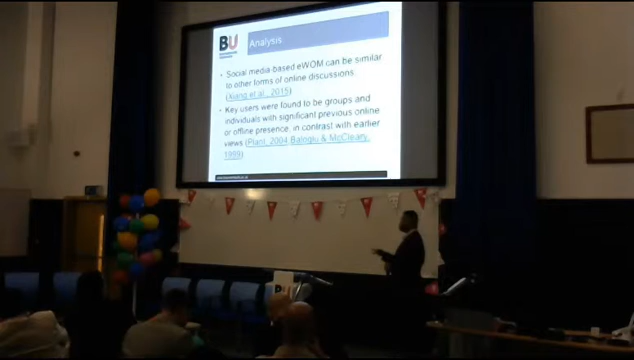 BU
Analysis
• Social media-based eWOM can be similar
to other forms of online discussions
(Xiang et al., 2015)
• Key users were found to be groups and
individuals with significant previous online
or offline presence, in contrast with earlier
views (Plant, 2004 Baloglu & McCleary,
1999)
BU